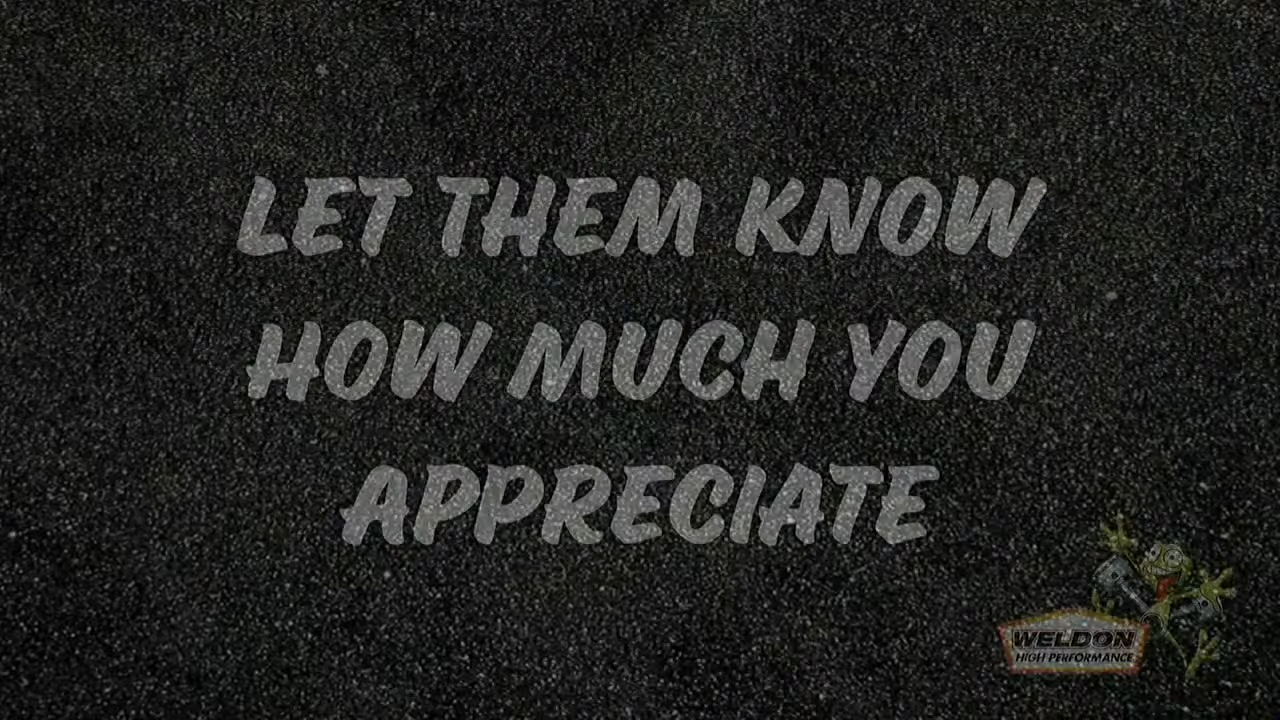 LET THEM KNOW
HOW MUCH YOU
APPRECIATE
WELDON
HIGH PERFORMANCE